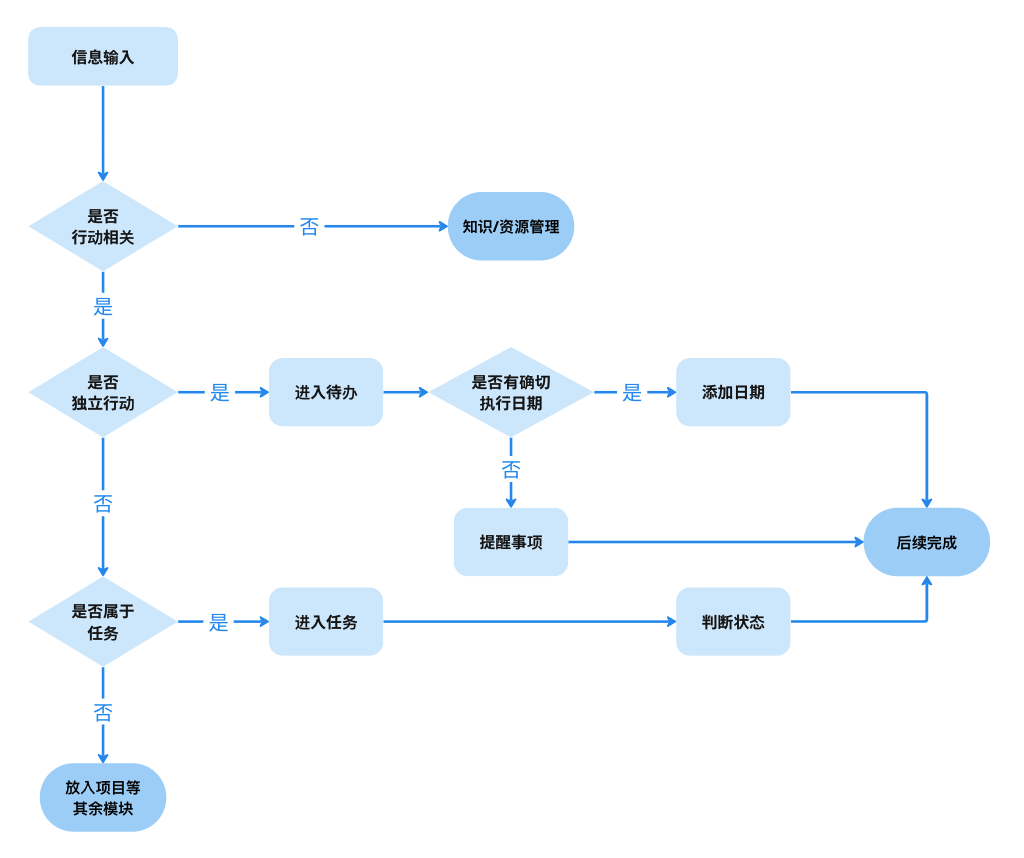 信息输入
是否
行动相关
否
知识/资源管理
是
是否
独立行动
是
进入待办
是否有确切
执行日期
是
添加日期
否
否
提醒事项
后续完成
是否属于
任务
是
进入任务
判断状态
否
放入项目等
其余模块